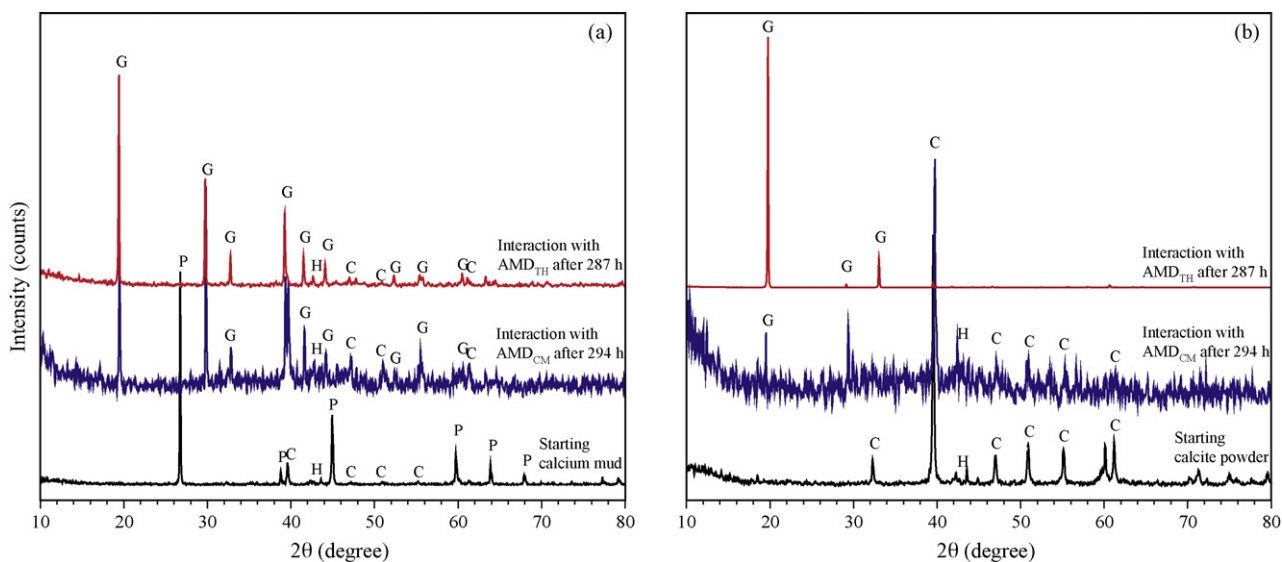 (a)
G
G
G
P
G
G
G
H
C
C
G
G
G
C
Interaction with
AMD_TH after 287 h
G
G
H
G
C
C
G
G
G
C
Interaction with
AMD_CM after 294 h
P
C
H
P
C
C
C
P
P
P
Starting
calcium mud
10
20
30
40
50
60
70
80
2θ (degree)
Intensity (counts)
(b)
G
C
G
G
Interaction with
AMD_TH after 287 h
G
H
C
C
C
C
Interaction with
AMD_CM after 294 h
C
H
C
C
C
C
Starting
calcite powder
10
20
30
40
50
60
70
80
2θ (degree)